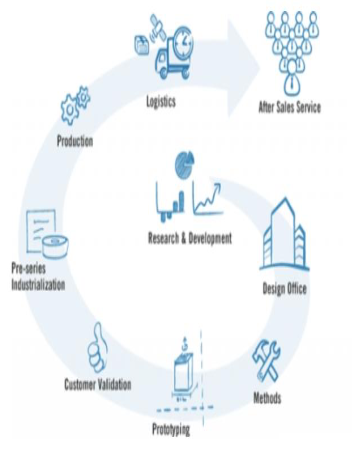 Logistics
After Sales Service
Production
Research & Development
Pre-series
Industrialization
Design Office
Customer Validation
Methods
Prototyping